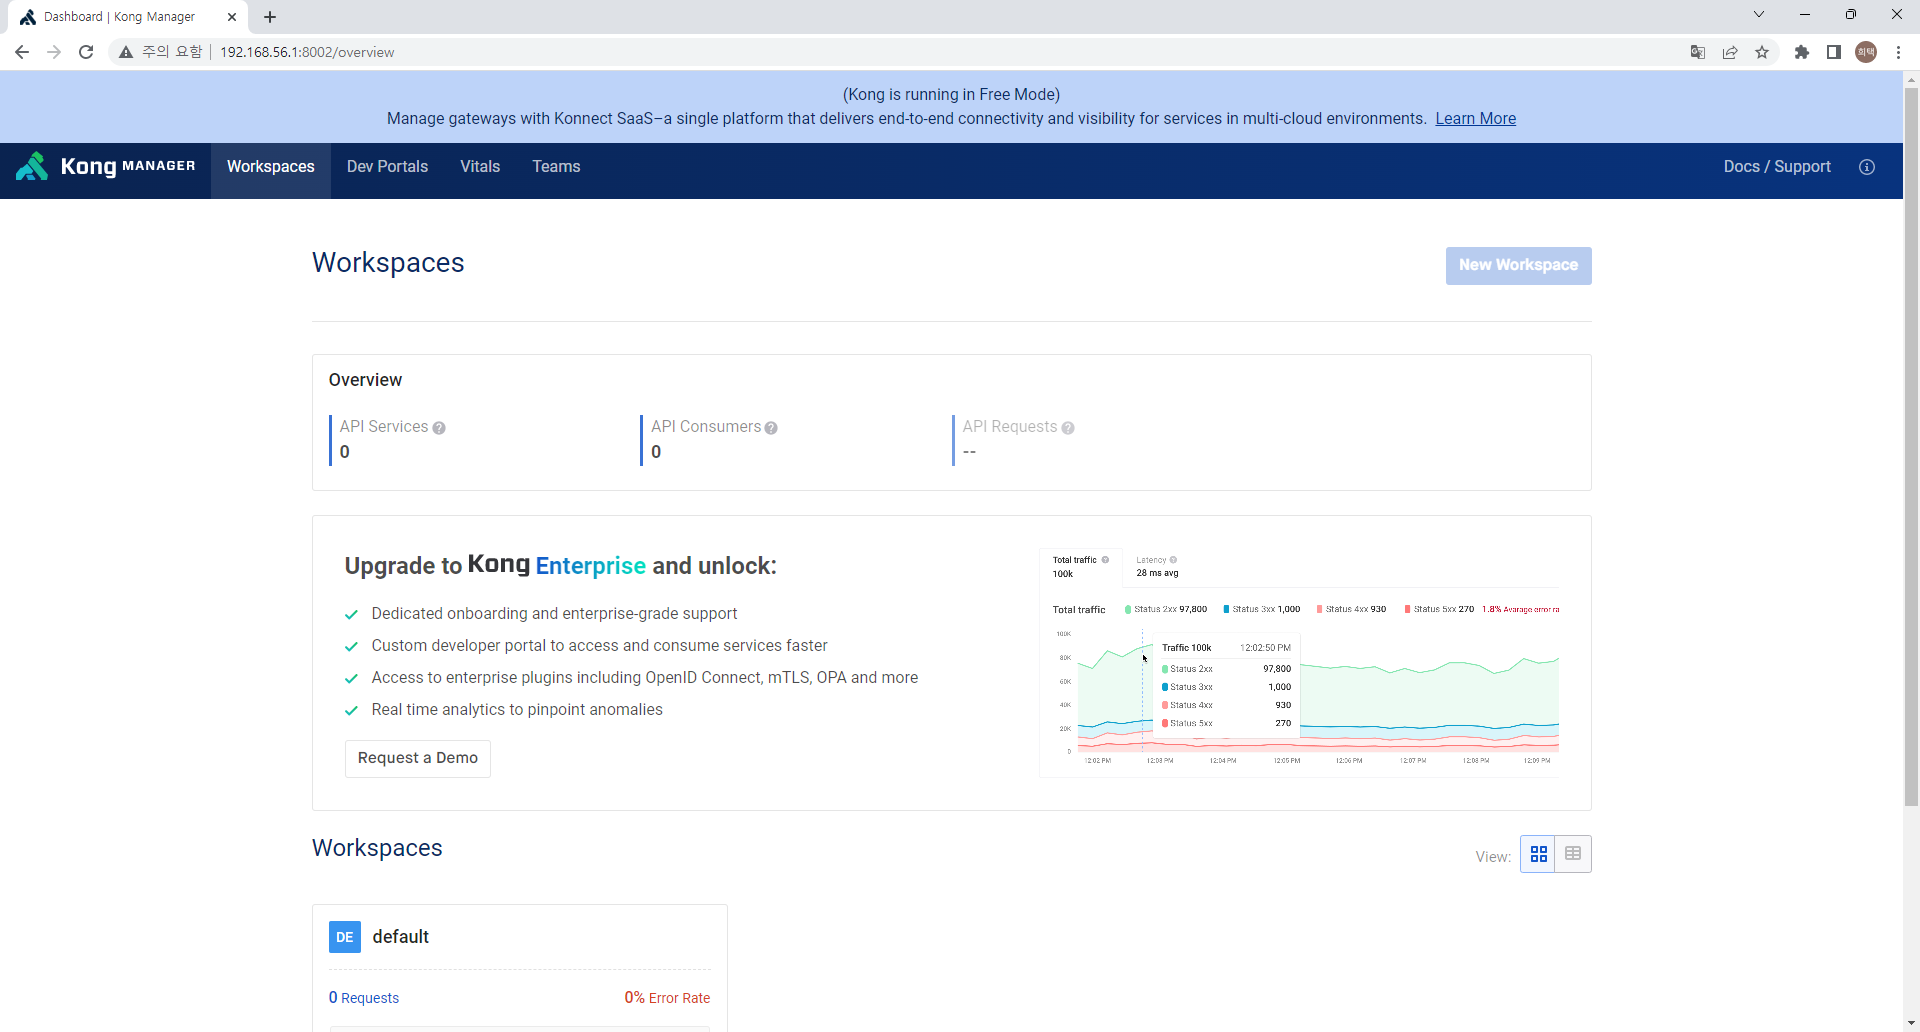 Dashboard | Kong Manager
주의 요함 | 192.168.56.1:8002/overview
희택
(Kong is running in Free Mode)
Manage gateways with Konnect SaaS–a single platform that delivers end-to-end connectivity and visibility for services in multi-cloud environments. Learn More
Kong MANAGER Workspaces Dev Portals Vitals Teams Docs / Support
Workspaces
New Workspace
Overview
API Services ? API Consumers ? API Requests ?
0 0 --
Upgrade to Kong Enterprise and unlock:
Dedicated onboarding and enterprise-grade support
Custom developer portal to access and consume services faster
Access to enterprise plugins including OpenID Connect, mTLS, OPA and more
Real time analytics to pinpoint anomalies
Request a Demo
Total traffic ? Latency ?
100k 28 ms avg
Total traffic Status 2xx 97,800 Status 3xx 1,000 Status 4xx 930 Status 5xx 270 1.8% Avarage error ra
100K
80K
60K
40K
20K
0
Traffic 100k 12:02:50 PM
Status 2xx 97,800
Status 3xx 1,000
Status 4xx 930
Status 5xx 270
12:02 PM 12:03 PM 12:04 PM 12:05 PM 12:06 PM 12:07 PM 12:08 PM 12:09 PM
Workspaces
View:
DE default
0 Requests 0% Error Rate